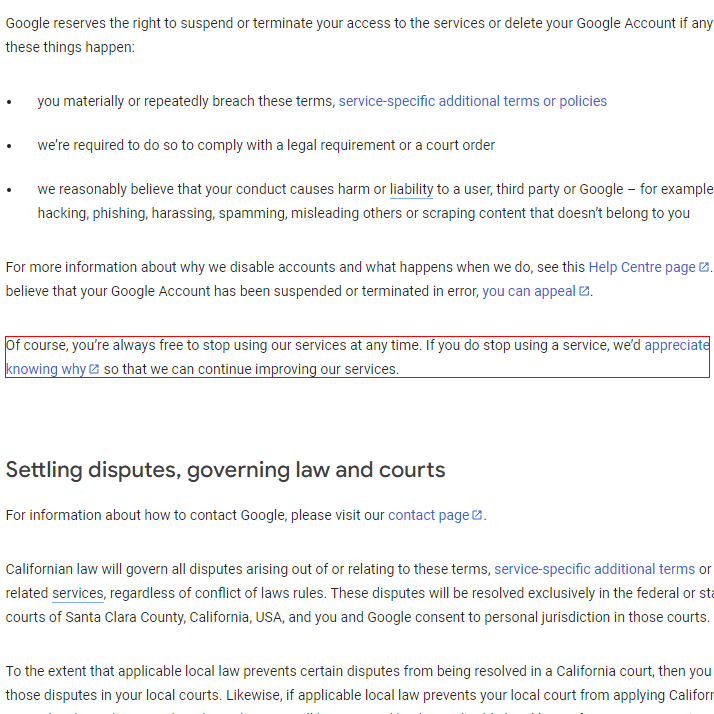 Google reserves the right to suspend or terminate your access to the services or delete your Google Account if any
these things happen:
• you materially or repeatedly breach these terms, service-specific additional terms or policies
• we're required to do so to comply with a legal requirement or a court order
• we reasonably believe that your conduct causes harm or liability to a user, third party or Google – for example
hacking, phishing, harassing, spamming, misleading others or scraping content that doesn't belong to you
For more information about why we disable accounts and what happens when we do, see this Help Centre page.
believe that your Google Account has been suspended or terminated in error, you can appeal.
Of course, you're always free to stop using our services at any time. If you do stop using a service, we'd appreciate
knowing why so that we can continue improving our services.
Settling disputes, governing law and courts
For information about how to contact Google, please visit our contact page.
Californian law will govern all disputes arising out of or relating to these terms, service-specific additional terms or
related services, regardless of conflict of laws rules. These disputes will be resolved exclusively in the federal or
courts of Santa Clara County, California, USA, and you and Google consent to personal jurisdiction in those courts.
To the extent that applicable local law prevents certain disputes from being resolved in a California court, then you
those disputes in your local courts. Likewise, if applicable local law prevents your local court from applying